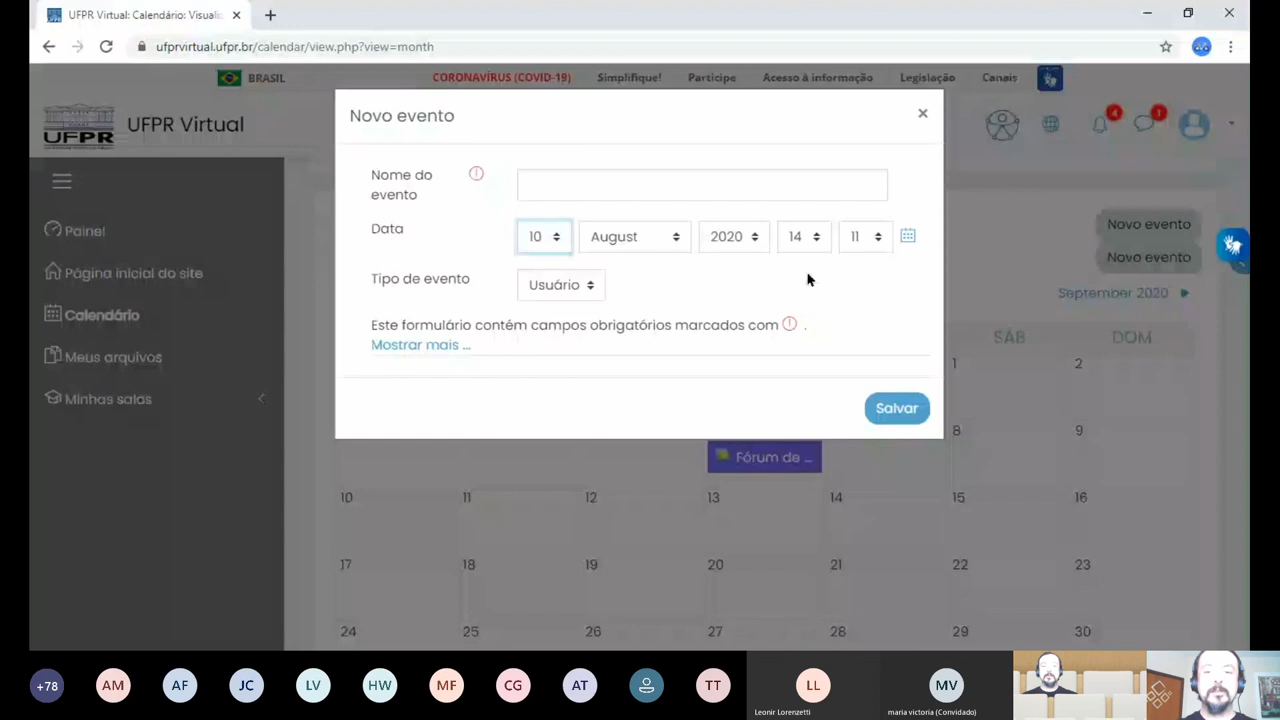 UFPR Virtual: Calendário: Visuali
ufprvirtual.ufpr.br/calendar/view.php?view=month
BRASIL
CORONAVÍRUS (COVID-19)
Simplifique!
Participe
Acesso à informação
Legislação
Canais
UFPR
UFPR Virtual
4
1
Novo evento
×
Nome do
evento
Data
10
August
2020
14
11
Tipo de evento
Usuário
Este formulário contém campos obrigatórios marcados com .
Mostrar mais ...
Salvar
Painel
Página inicial do site
Calendário
Meus arquivos
Minhas salas
Novo evento
Novo evento
September 2020
SÁB
DOM
1
2
8
9
Fórum de ...
10
11
12
13
14
15
16
17
18
19
20
21
22
23
24
25
26
27
28
29
30
+78
AM
AF
JC
LV
HW
MF
CG
AT
TT
LL
Leonir Lorenzetti
MV
maria victoria (Convidado)